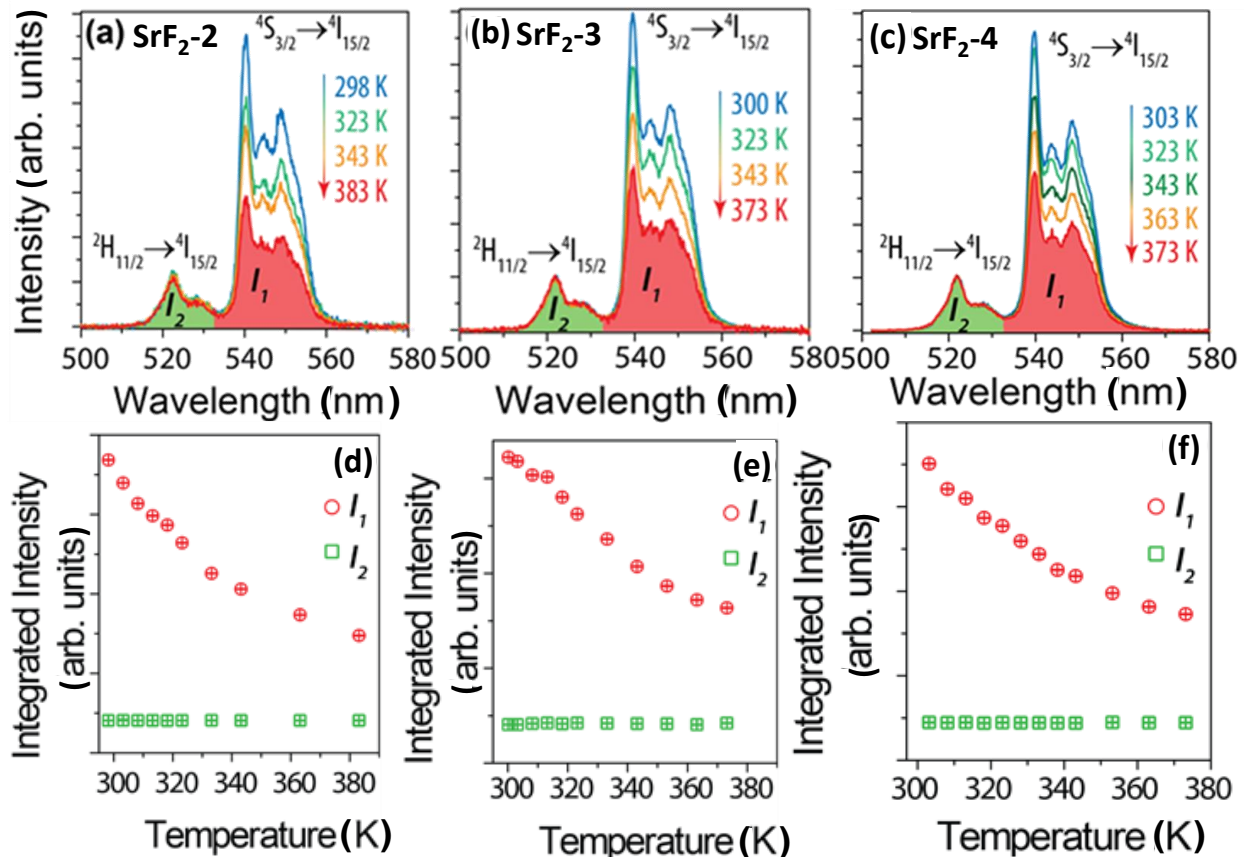 (a) SrF₂-2
⁴S₃/₂→⁴I₁₅/₂
298 K
323 K
343 K
383 K
²H₁₁/₂→⁴I₁₅/₂
I₂
I₁
500 520 540 560 580
Wavelength (nm)
Intensity (arb. units)
(b) SrF₂-3
⁴S₃/₂→⁴I₁₅/₂
300 K
323 K
343 K
373 K
²H₁₁/₂→⁴I₁₅/₂
I₂
I₁
500 520 540 560 580
Wavelength (nm)
(c) SrF₂-4
⁴S₃/₂→⁴I₁₅/₂
303 K
323 K
343 K
363 K
373 K
²H₁₁/₂→⁴I₁₅/₂
I₂
I₁
500 520 540 560 580
Wavelength (nm)
(d)
I₁
I₂
300 320 340 360 380
Temperature (K)
Integrated Intensity
(arb. units)
(e)
I₁
I₂
300 320 340 360 380
Temperature (K)
Integrated Intensity
(arb. units)
(f)
I₁
I₂
300 320 340 360 380
Temperature (K)
Integrated Intensity
(arb. units)